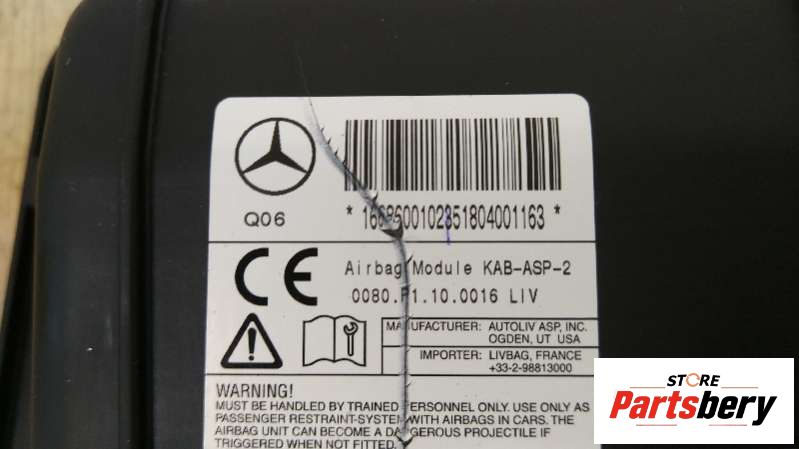 Q06
* 1668600102351804001163 *
Airbag Module KAB-ASP-2
0080.P1.10.0016 LIV
MANUFACTURER: AUTOLIV ASP, INC.
OGDEN, UT USA
IMPORTER: LIVBAG, FRANCE
+33-2-98813000
WARNING!
MUST BE HANDLED BY TRAINED PERSONNEL ONLY. USE ONLY AS
PASSENGER RESTRAINT-SYSTEM WITH AIRBAGS IN CARS. THE
AIRBAG UNIT CAN BECOME A DANGEROUS PROJECTILE IF
TRIGGERED WHEN NOT FITTED.
STORE
Partsbery